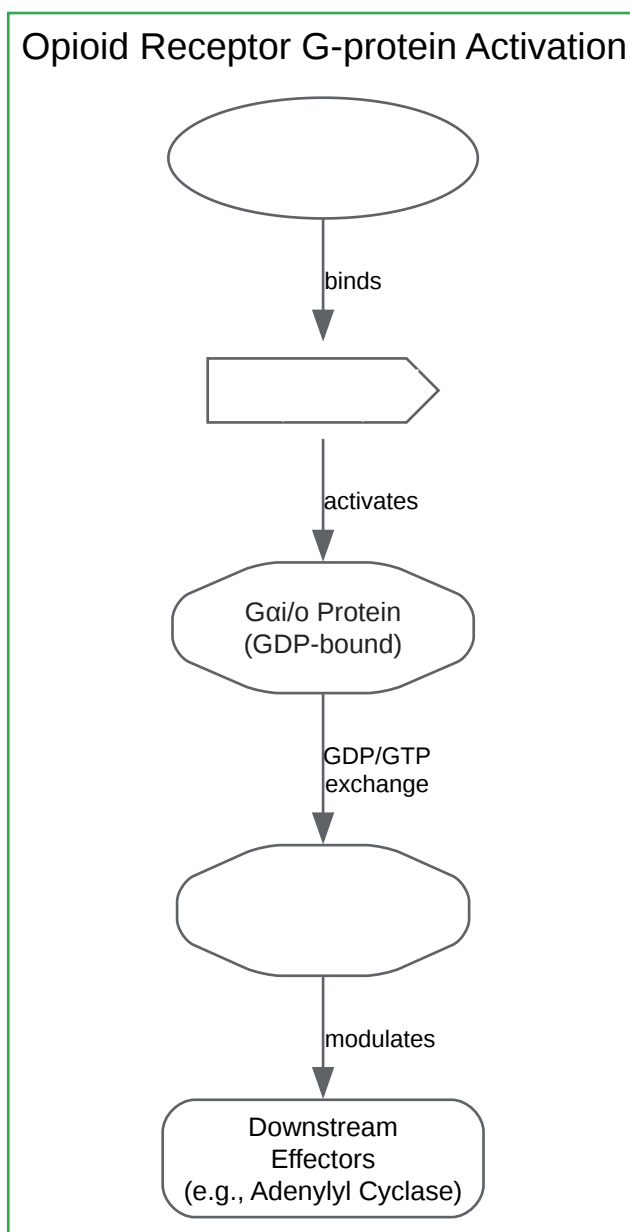 Opioid Receptor G-protein Activation
binds
activates
Gαi/o Protein
(GDP-bound)
GDP/GTP
exchange
modulates
Downstream
Effectors
(e.g., Adenylyl Cyclase)